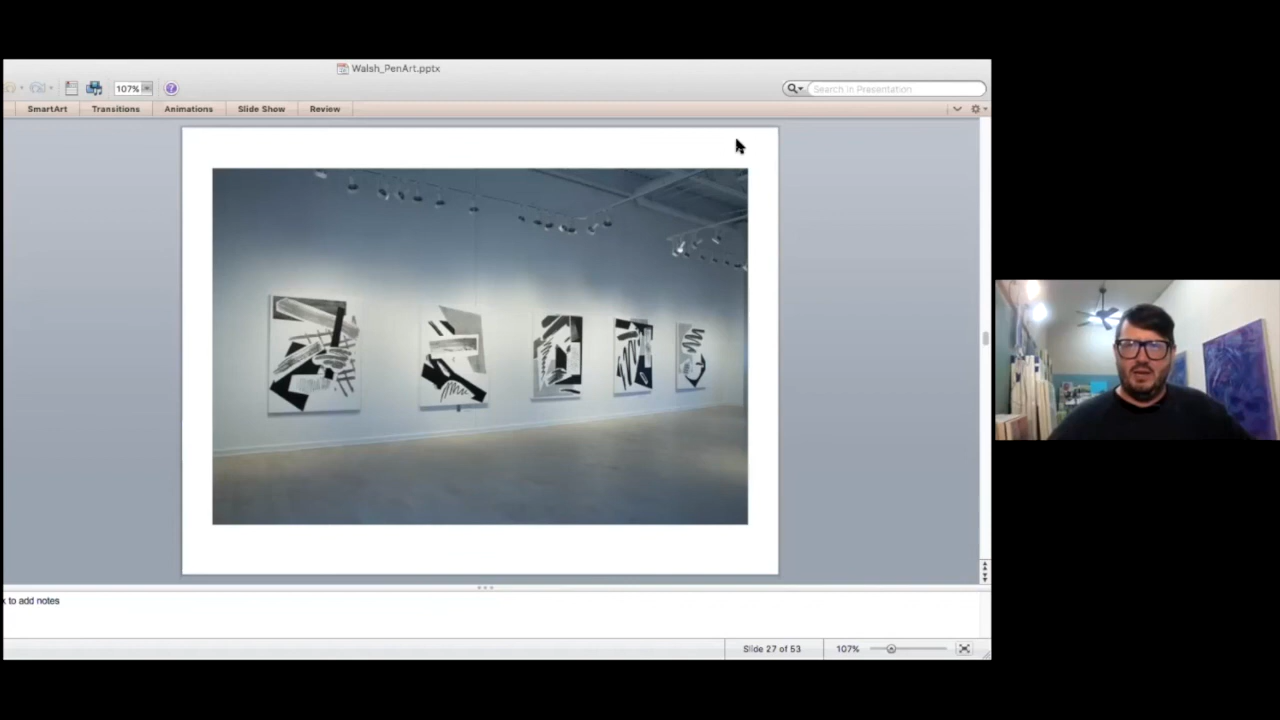 Walsh_PenArt.pptx
107%
Search in Presentation
SmartArt Transitions Animations Slide Show Review
to add notes
Slide 27 of 53 107%